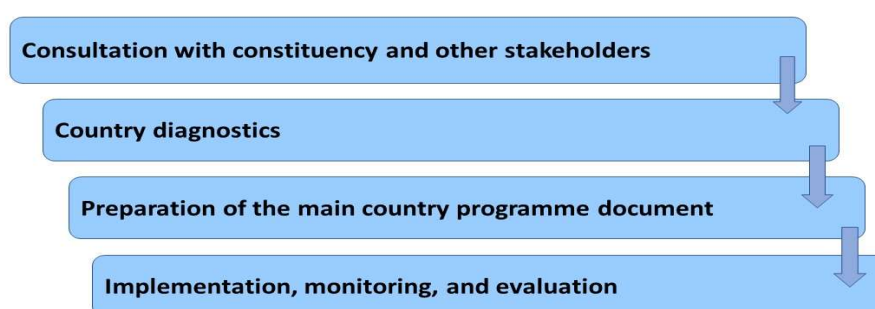 Consultation with constituency and other stakeholders
Country diagnostics
Preparation of the main country programme document
Implementation, monitoring, and evaluation